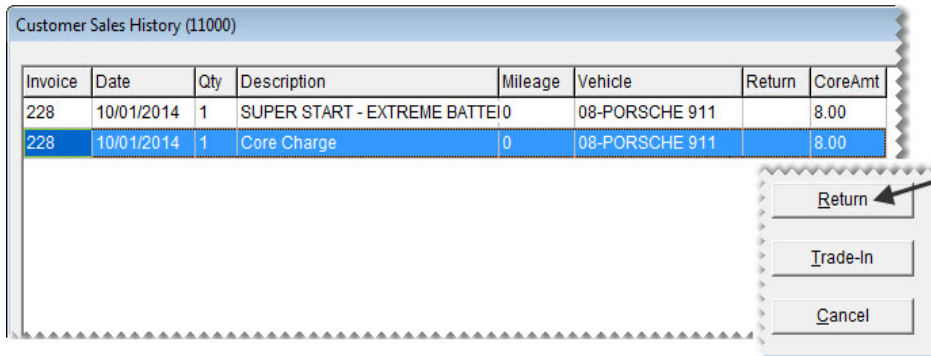 Customer Sales History (11000)
Invoice Date Qty Description Mileage Vehicle Return CoreAmt
228 10/01/2014 1 SUPER START - EXTREME BATTE 0 08-PORSCHE 911 8.00
228 10/01/2014 1 Core Charge 0 08-PORSCHE 911 8.00
Return
Trade-In
Cancel